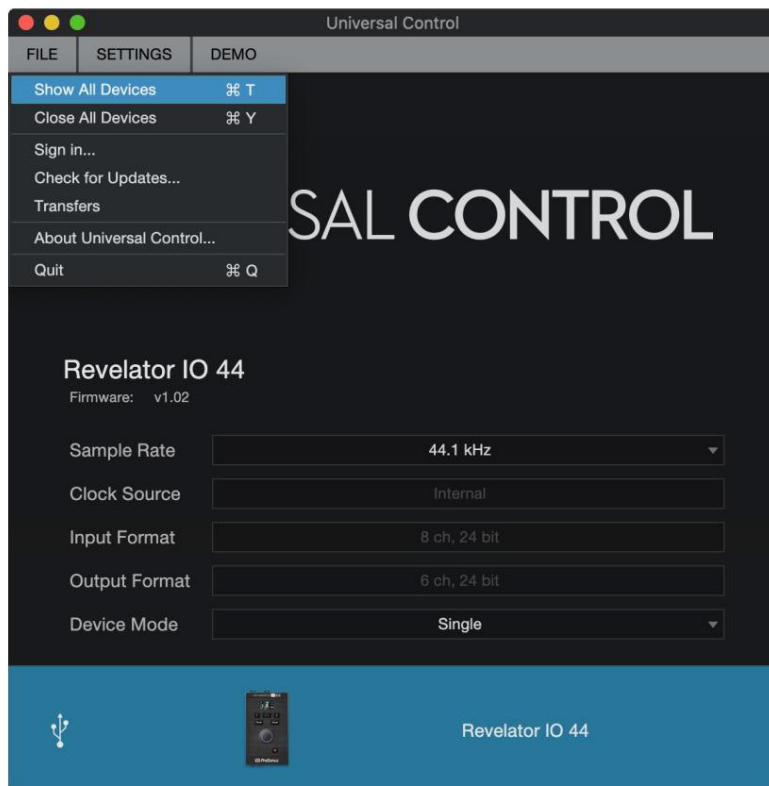 Universal Control
FILE SETTINGS DEMO
Show All Devices ⌘ T
Close All Devices ⌘ Y
Sign in...
Check for Updates...
Transfers
About Universal Control...
Quit ⌘ Q
SAL CONTROL
Revelator IO 44
Firmware: v1.02
Sample Rate 44.1 kHz
Clock Source Internal
Input Format 8 ch, 24 bit
Output Format 6 ch, 24 bit
Device Mode Single
Revelator IO 44
PreSonus